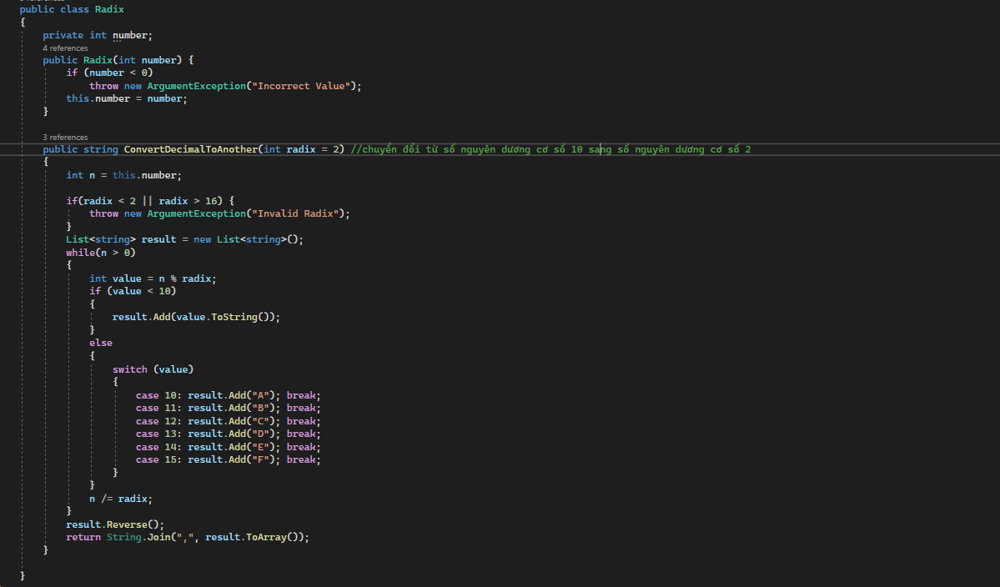 public class Radix
{
private int number;
4 references
public Radix(int number) {
if (number < 0)
throw new ArgumentException("Incorrect Value");
this.number = number;
}
3 references
public string ConvertDecimalToAnother(int radix = 2) //chuyển đổi từ số nguyên dương cơ số 10 sang số nguyên dương cơ số 2
{
int n = this.number;
if(radix < 2 || radix > 16) {
throw new ArgumentException("Invalid Radix");
}
List<string> result = new List<string>();
while(n > 0)
{
int value = n % radix;
if (value < 10)
{
result.Add(value.ToString());
}
else
{
switch (value)
{
case 10: result.Add("A"); break;
case 11: result.Add("B"); break;
case 12: result.Add("C"); break;
case 13: result.Add("D"); break;
case 14: result.Add("E"); break;
case 15: result.Add("F"); break;
}
}
n /= radix;
}
result.Reverse();
return String.Join(",", result.ToArray());
}
}